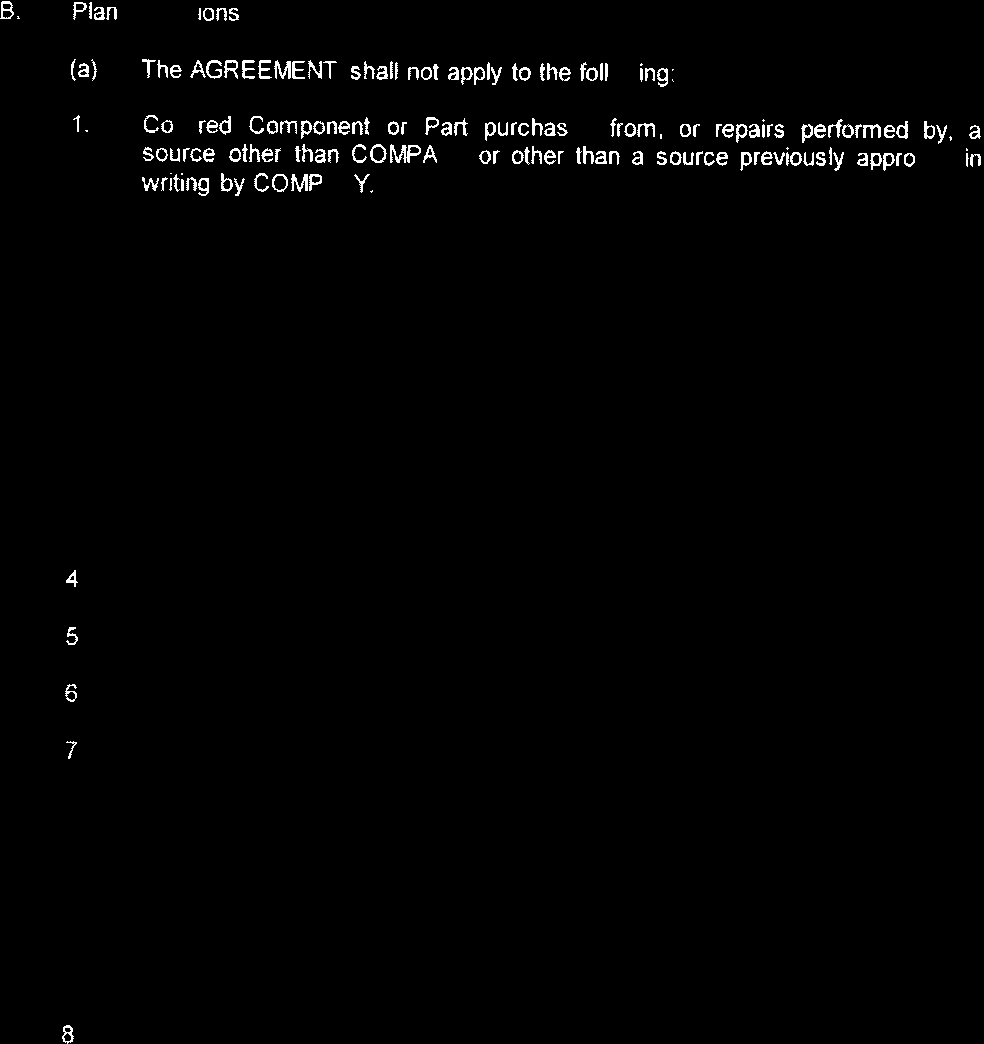 B. Plan ions
(a) The AGREEMENT shall not apply to the foll ing:
1. Co red Component or Part purchas from, or repairs performed by, a
source other than COMPA or other than a source previously appro in
writing by COMP Y.
4
5
6
7
8